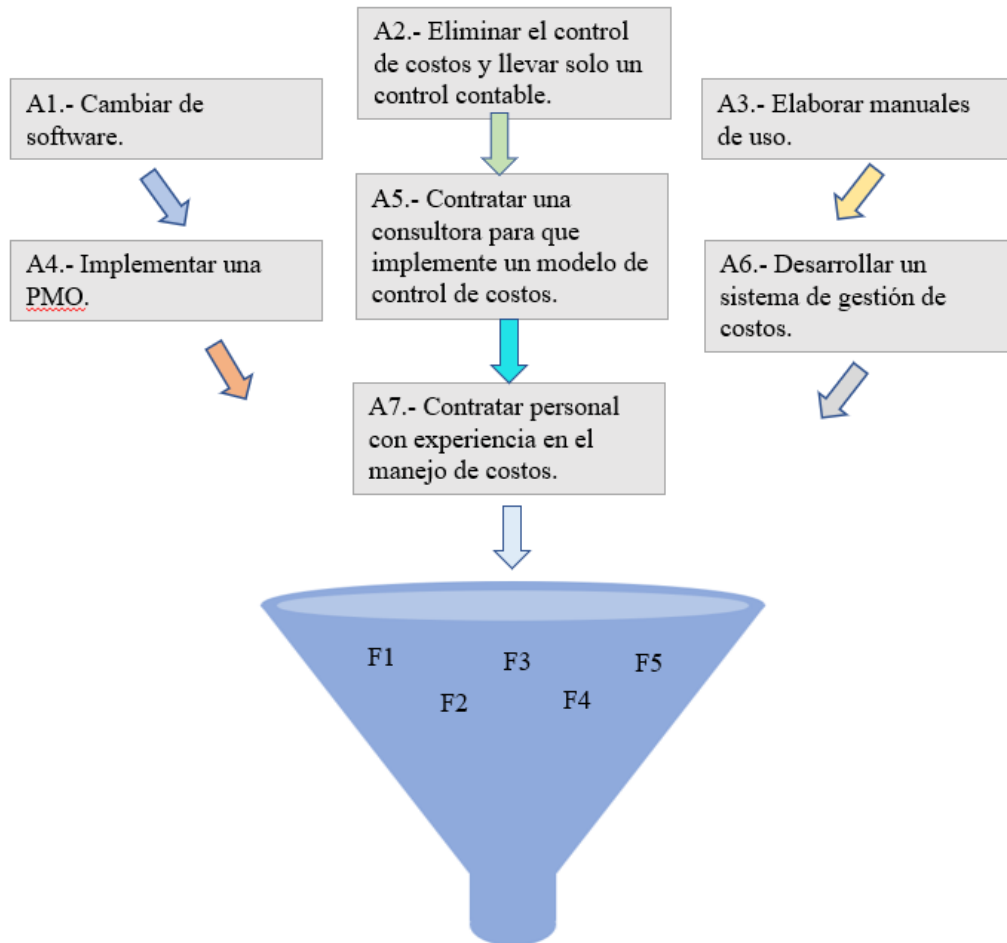 A2.- Eliminar el control
de costos y llevar solo un
control contable.
A1.- Cambiar de
software.
A3.- Elaborar manuales
de uso.
A5.- Contratar una
consultora para que
implemente un modelo de
control de costos.
A4.- Implementar una
PMO.
A6.- Desarrollar un
sistema de gestión de
costos.
A7.- Contratar personal
con experiencia en el
manejo de costos.
F1
F3
F5
F2
F4